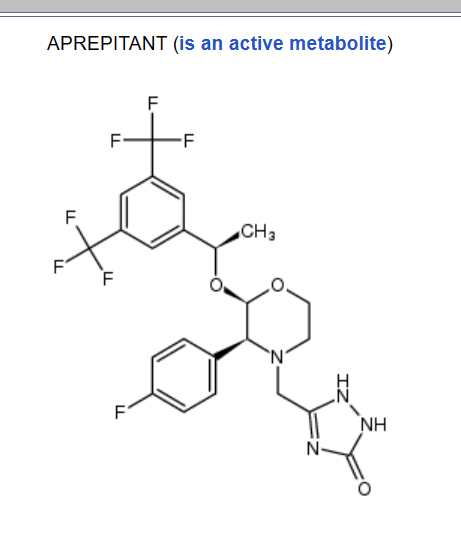 APREPITANT (is an active metabolite)
F
F F
F
CH₃
F
F
O O
N
H
N
F
NH
N
O